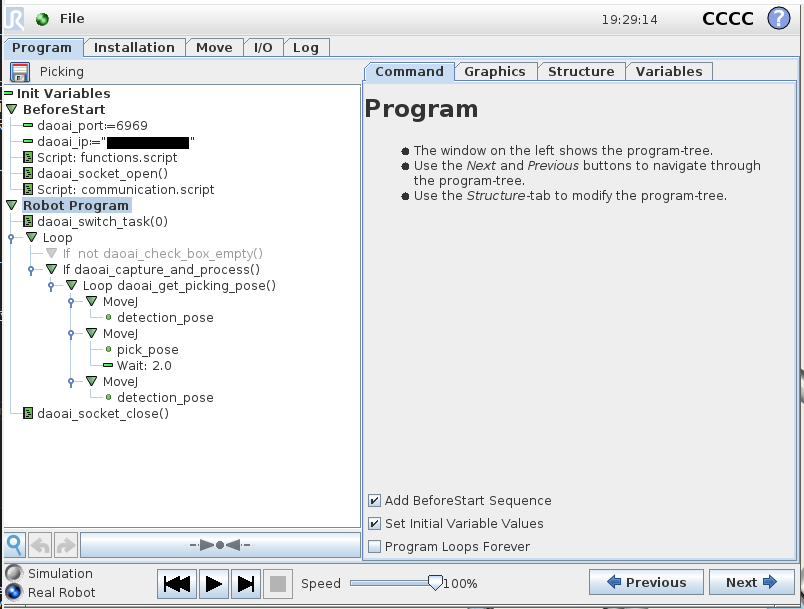 File
19:29:14
CCCC
?
Program
Installation
Move
I/O
Log
Picking
Command
Graphics
Structure
Variables
Init Variables
BeforeStart
daoai_port:=6969
daoai_ip:=" "
Script: functions.script
daoai_socket_open()
Script: communication.script
Robot Program
daoai_switch_task(0)
Loop
If not daoai_check_box_empty()
If daoai_capture_and_process()
Loop daoai_get_picking_pose()
MoveJ
detection_pose
MoveJ
pick_pose
Wait: 2.0
MoveJ
detection_pose
daoai_socket_close()
Program
The window on the left shows the program-tree.
Use the Next and Previous buttons to navigate through
the program-tree.
Use the Structure-tab to modify the program-tree.
Add BeforeStart Sequence
Set Initial Variable Values
Program Loops Forever
Simulation
Real Robot
Speed
100%
Previous
Next